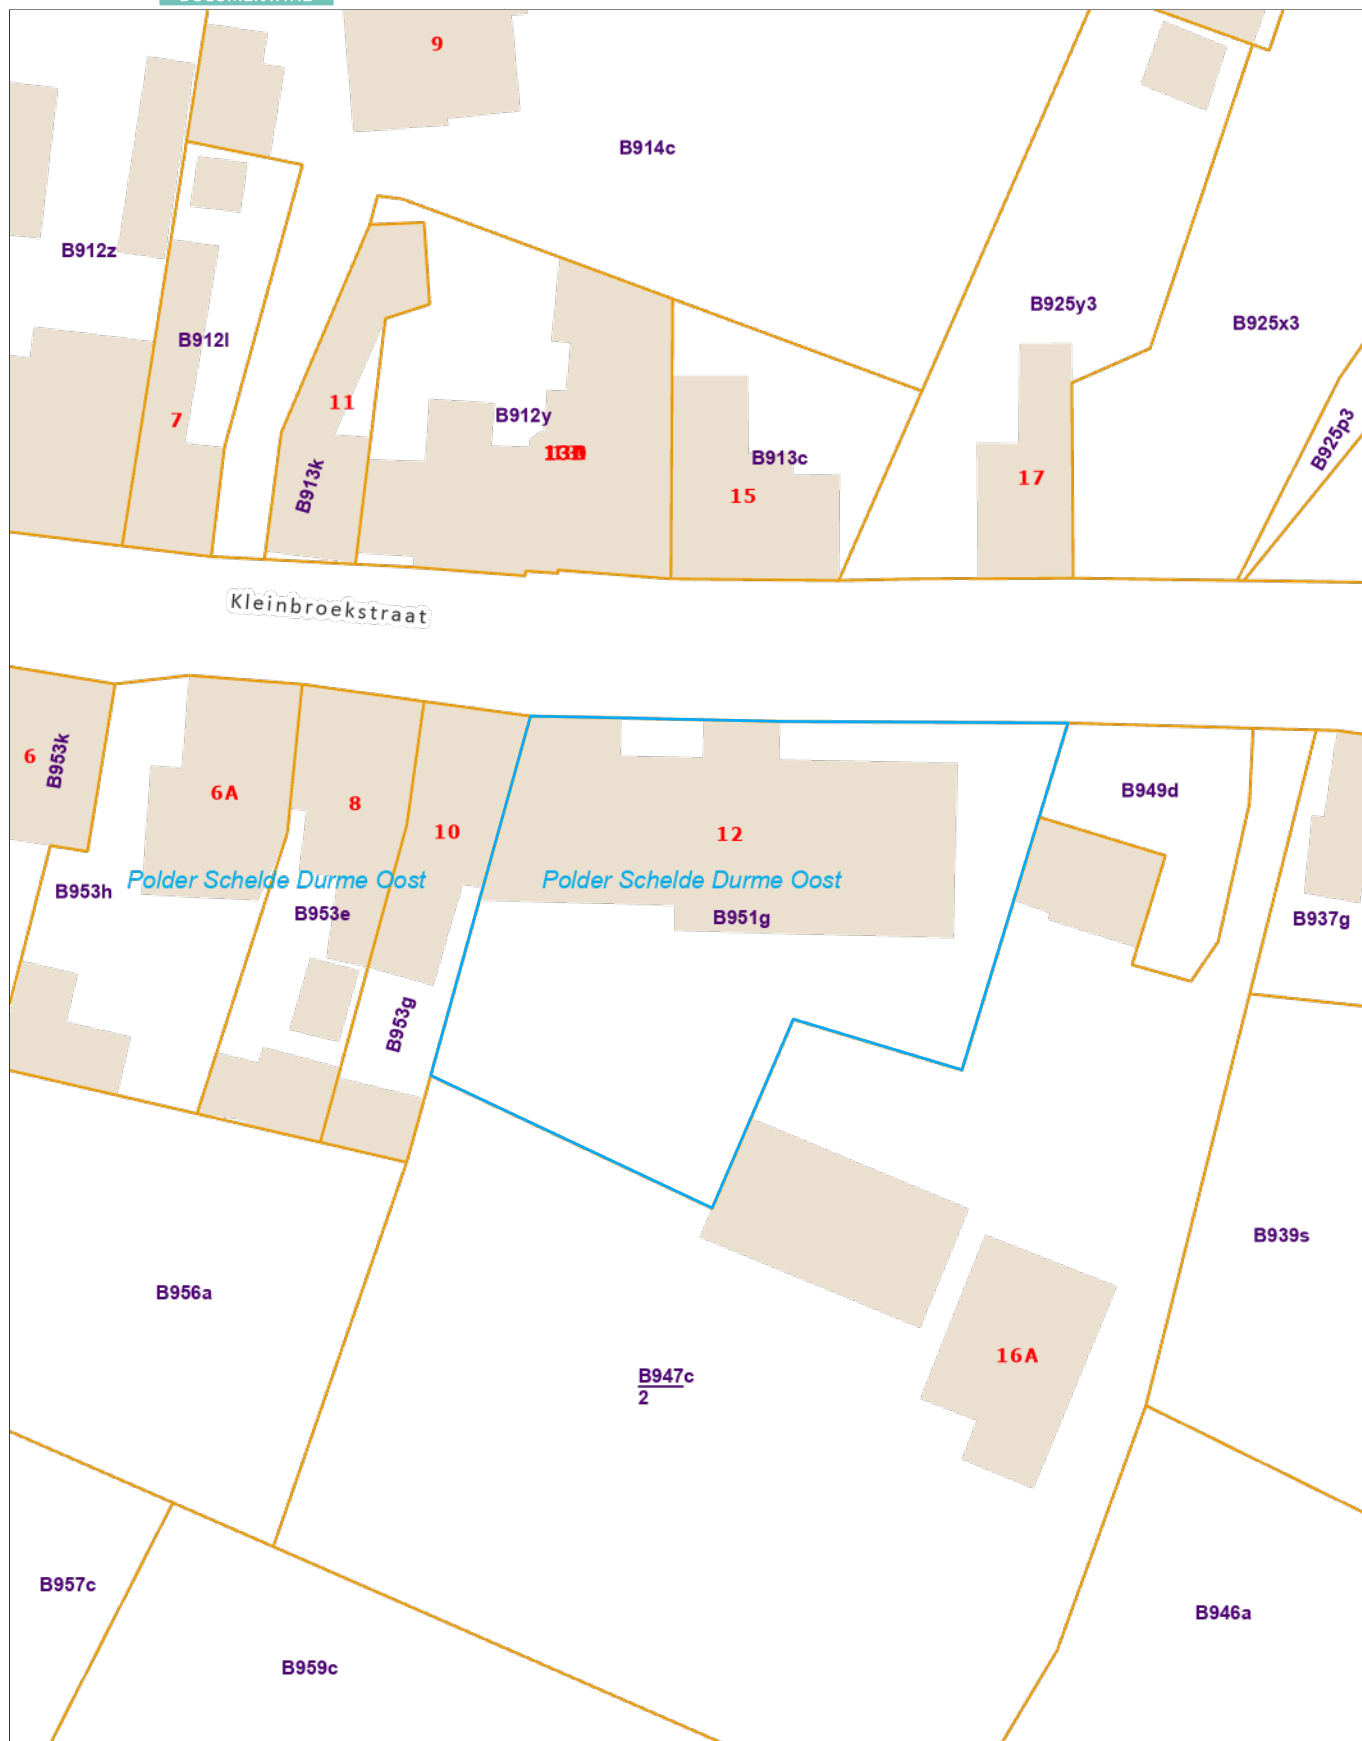 9
B914c
B912z
B925y3
B925x3
B912l
11
7
B912y
B925p3
B913c
B913k
15
17
Kleinbroekstraat
6
B953k
6A
8
10
12
B949d
Polder Schelde Durme Oost
Polder Schelde Durme Oost
B953h
B953e
B951g
B937g
B953g
B939s
B956a
16A
B947c
2
B957c
B946a
B959c